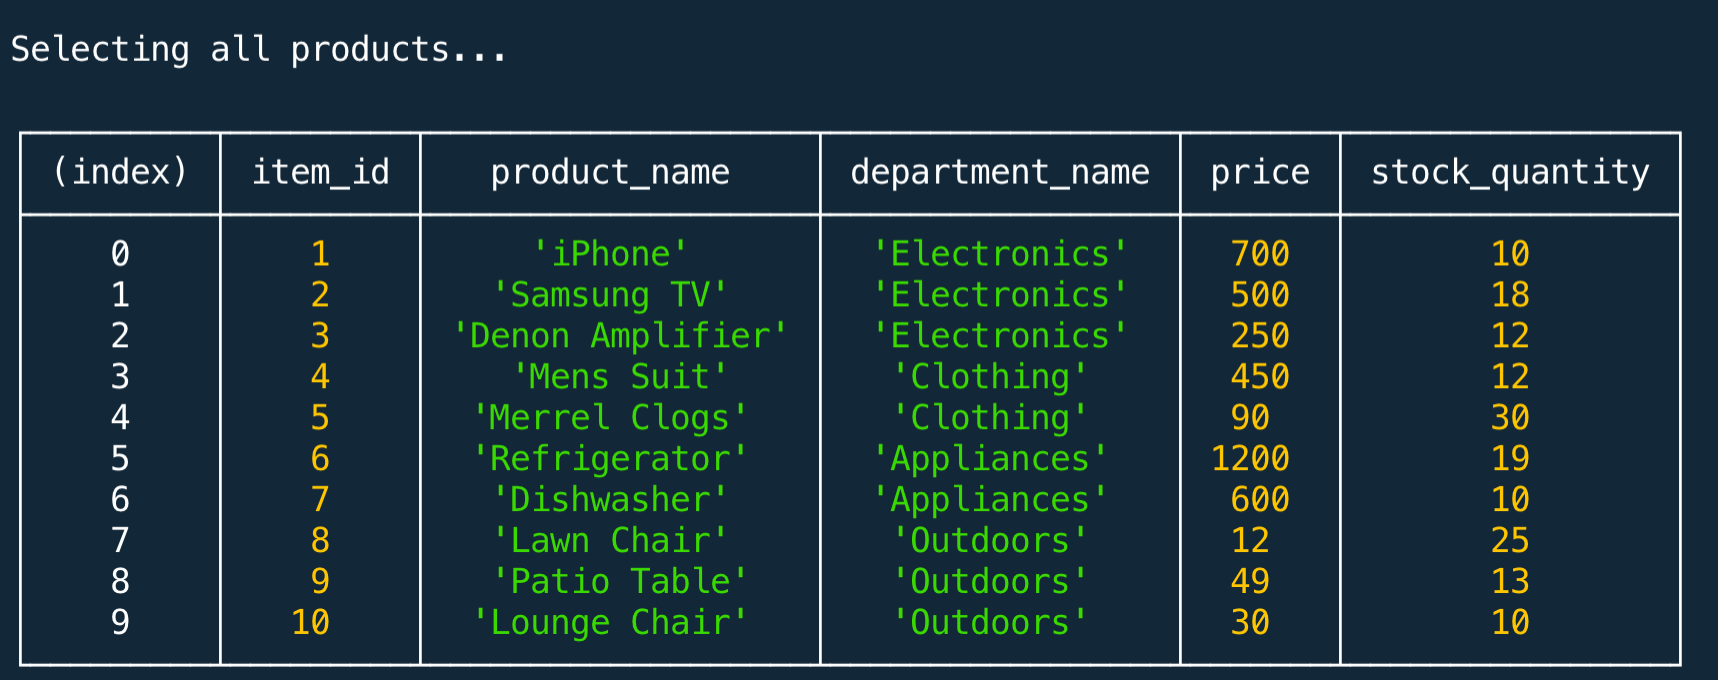 Selecting all products...
(index) item_id product_name department_name price stock_quantity
0 1 'iPhone' 'Electronics' 700 10
1 2 'Samsung TV' 'Electronics' 500 18
2 3 'Denon Amplifier' 'Electronics' 250 12
3 4 'Mens Suit' 'Clothing' 450 12
4 5 'Merrel Clogs' 'Clothing' 90 30
5 6 'Refrigerator' 'Appliances' 1200 19
6 7 'Dishwasher' 'Appliances' 600 10
7 8 'Lawn Chair' 'Outdoors' 12 25
8 9 'Patio Table' 'Outdoors' 49 13
9 10 'Lounge Chair' 'Outdoors' 30 10